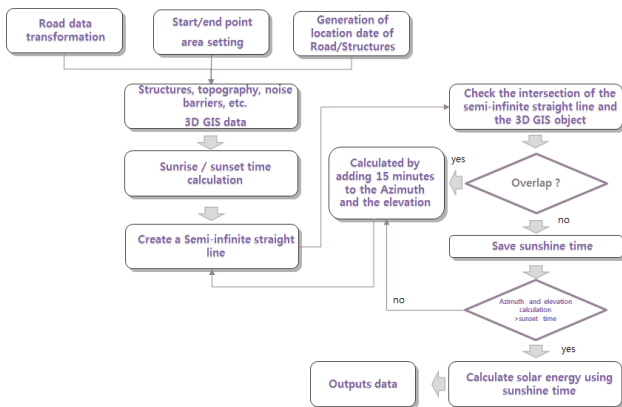 Road data
transformation
Start/end point
area setting
Generation of
location date of
Road/Structures
Structures, topography, noise
barriers, etc.
3D GIS data
Sunrise / sunset time
calculation
Create a Semi-infinite straight
line
Calculated by
adding 15 minutes
to the Azimuth
and the elevation
Check the intersection of the
semi-infinite straight line and
the 3D GIS object
yes
Overlap ?
no
Save sunshine time
no
Azimuth and elevation
calculation
>sunset time
yes
Calculate solar energy using
sunshine time
Outputs data